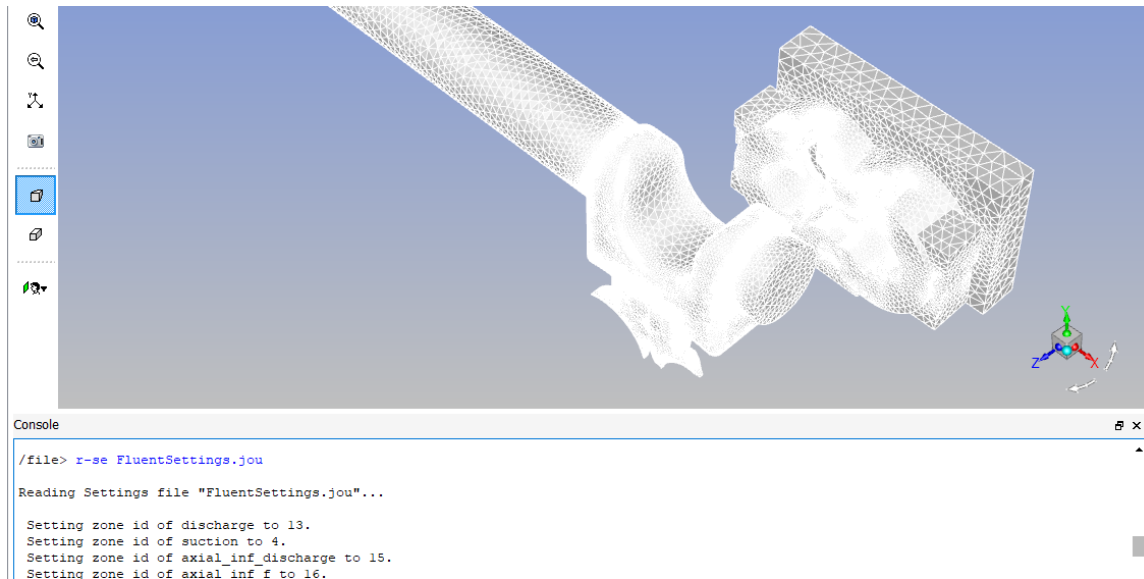 Y
Z
X
Console
/file> r-se FluentSettings.jou
Reading Settings file "FluentSettings.jou"...
Setting zone id of discharge to 13.
Setting zone id of suction to 4.
Setting zone id of axial_inf_discharge to 15.
Setting zone id of axial_inf_f to 16.